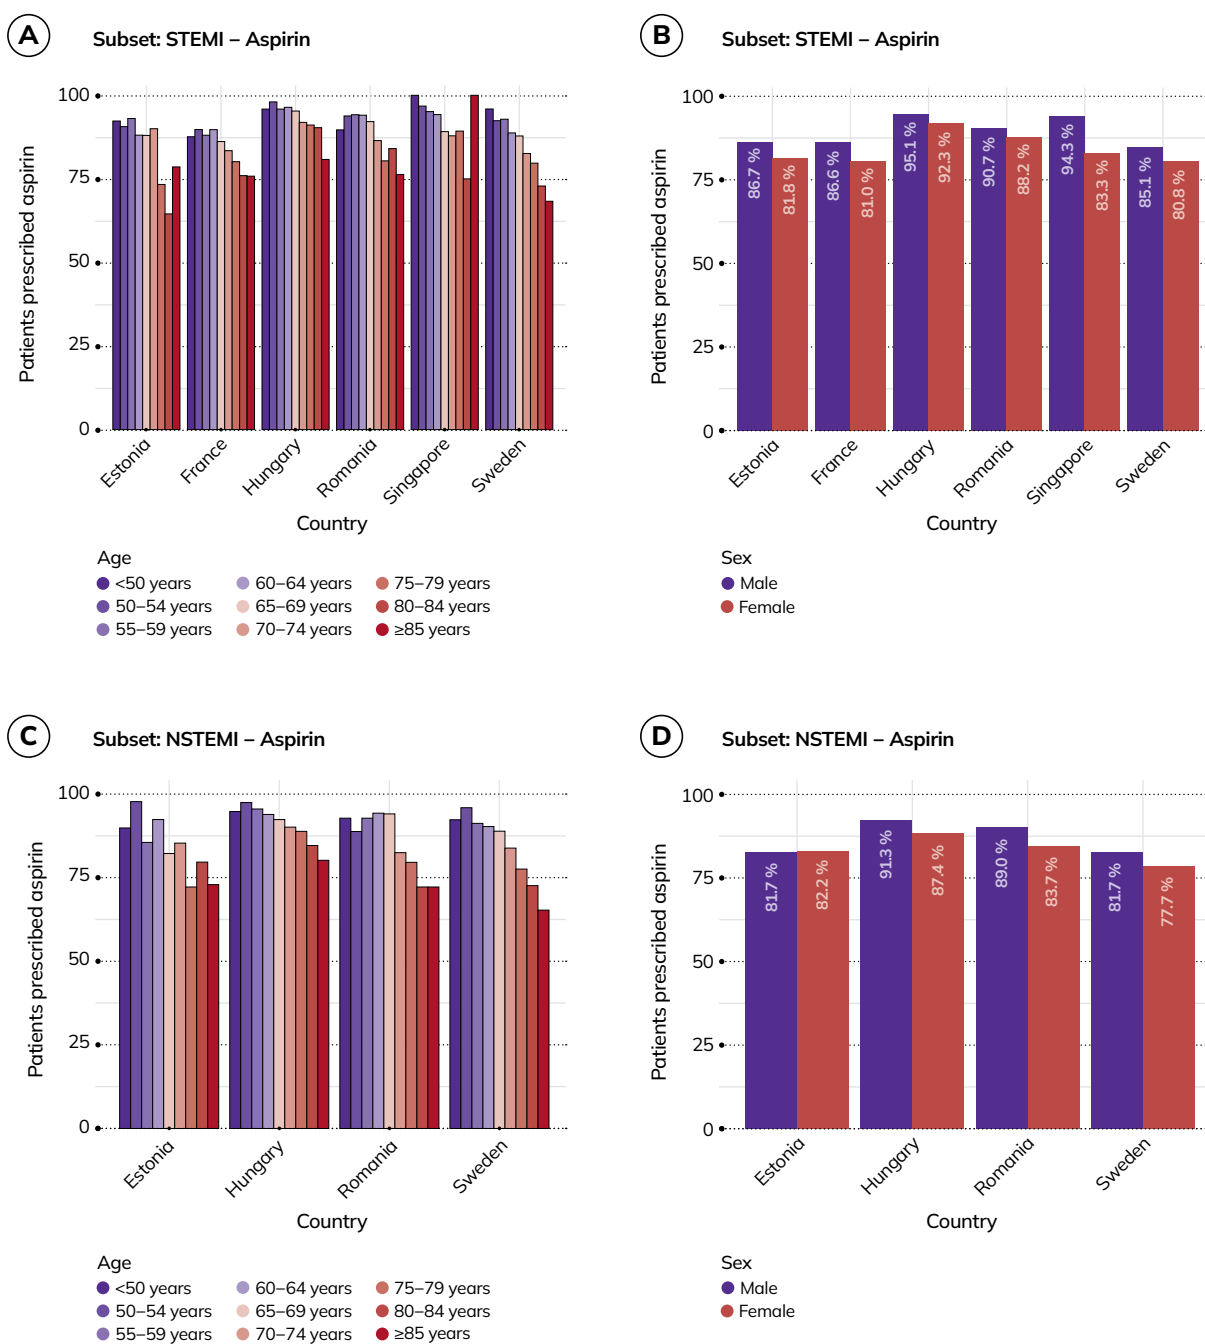 A
Subset: STEMI – Aspirin
Patients prescribed aspirin
100
75
50
25
0
Estonia
France
Hungary
Romania
Singapore
Sweden
Country
Age
<50 years
60–64 years
75–79 years
50–54 years
65–69 years
80–84 years
55–59 years
70–74 years
≥85 years
B
Subset: STEMI – Aspirin
Patients prescribed aspirin
100
75
50
25
0
86.7 %
81.8 %
86.6 %
81.0 %
95.1 %
92.3 %
90.7 %
88.2 %
94.3 %
83.3 %
85.1 %
80.8 %
Estonia
France
Hungary
Romania
Singapore
Sweden
Country
Sex
Male
Female
C
Subset: NSTEMI – Aspirin
Patients prescribed aspirin
100
75
50
25
0
Estonia
Hungary
Romania
Sweden
Country
Age
<50 years
60–64 years
75–79 years
50–54 years
65–69 years
80–84 years
55–59 years
70–74 years
≥85 years
D
Subset: NSTEMI – Aspirin
Patients prescribed aspirin
100
75
50
25
0
81.7 %
82.2 %
91.3 %
87.4 %
89.0 %
83.7 %
81.7 %
77.7 %
Estonia
Hungary
Romania
Sweden
Country
Sex
Male
Female